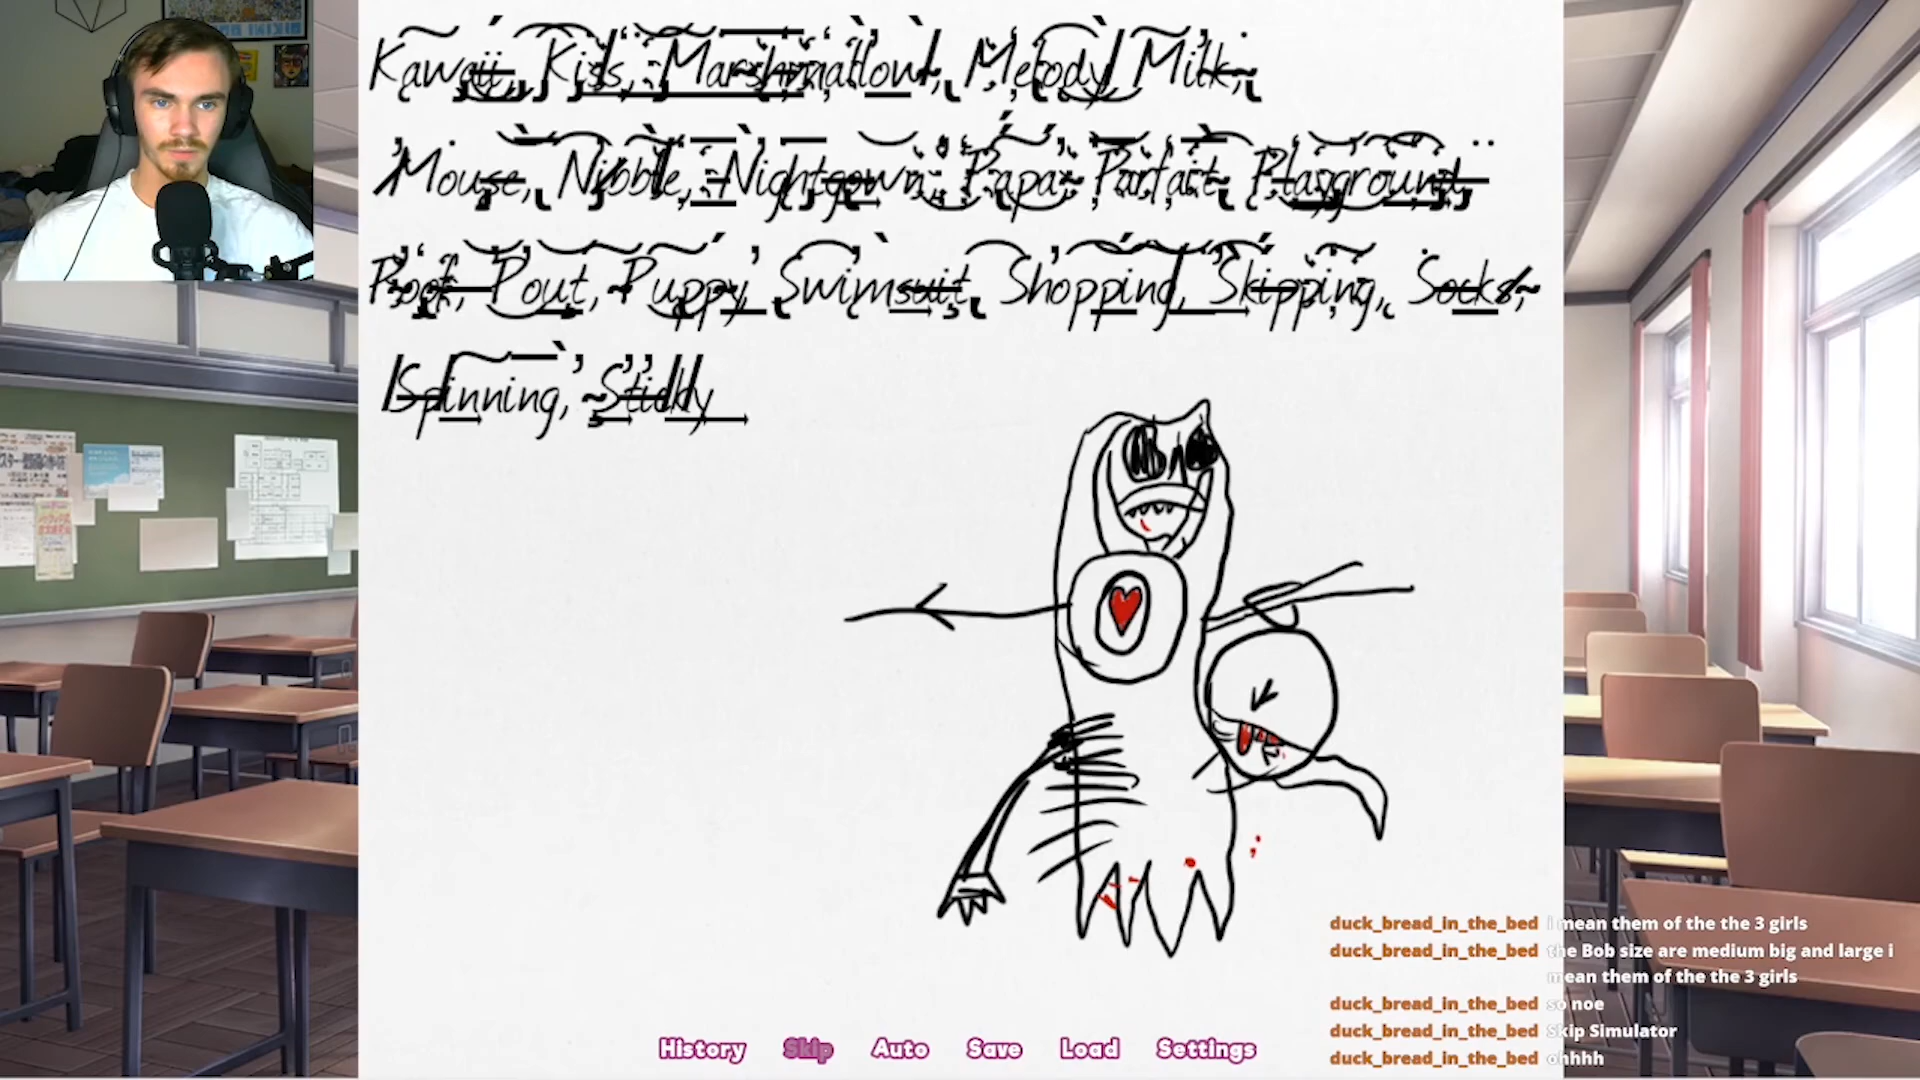 Kawaii, Kiss, Marshmallow, Melody, Milk,
Mouse, Nibble, Nightgown, Papa, Parfait, Playground,
Poof, Pout, Puppy, Swimsuit, Shopping, Skipping, Socks,
Spinning, Sticky
duck_bread_in_the_bed i mean them of the the 3 girls
duck_bread_in_the_bed the Bob size are medium big and large i
mean them of the the 3 girls
duck_bread_in_the_bed so noe
duck_bread_in_the_bed Skip Simulator
duck_bread_in_the_bed ohhhh
History Skip Auto Save Load Settings